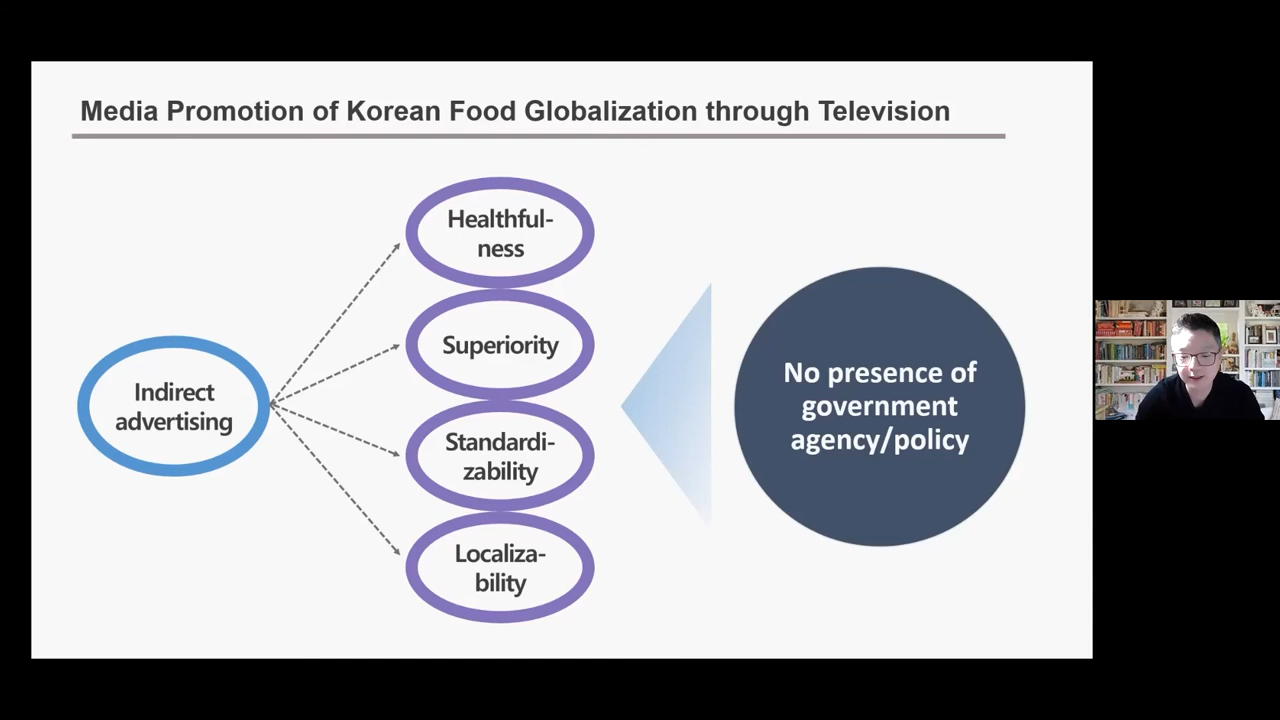 Media Promotion of Korean Food Globalization through Television
Healthful-
ness
Superiority
Indirect
advertising
Standardi-
zability
Localiza-
bility
No presence of
government
agency/policy